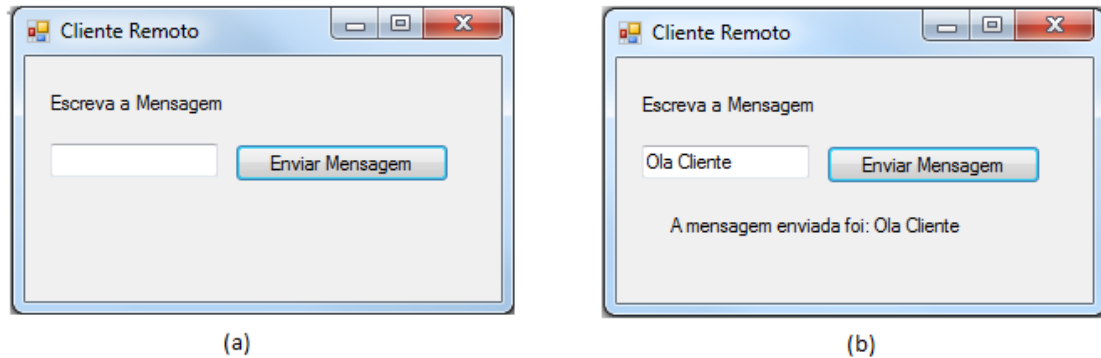 Cliente Remoto
Escreva a Mensagem
Enviar Mensagem
(a)
Cliente Remoto
Escreva a Mensagem
Ola Cliente Enviar Mensagem
A mensagem enviada foi: Ola Cliente
(b)